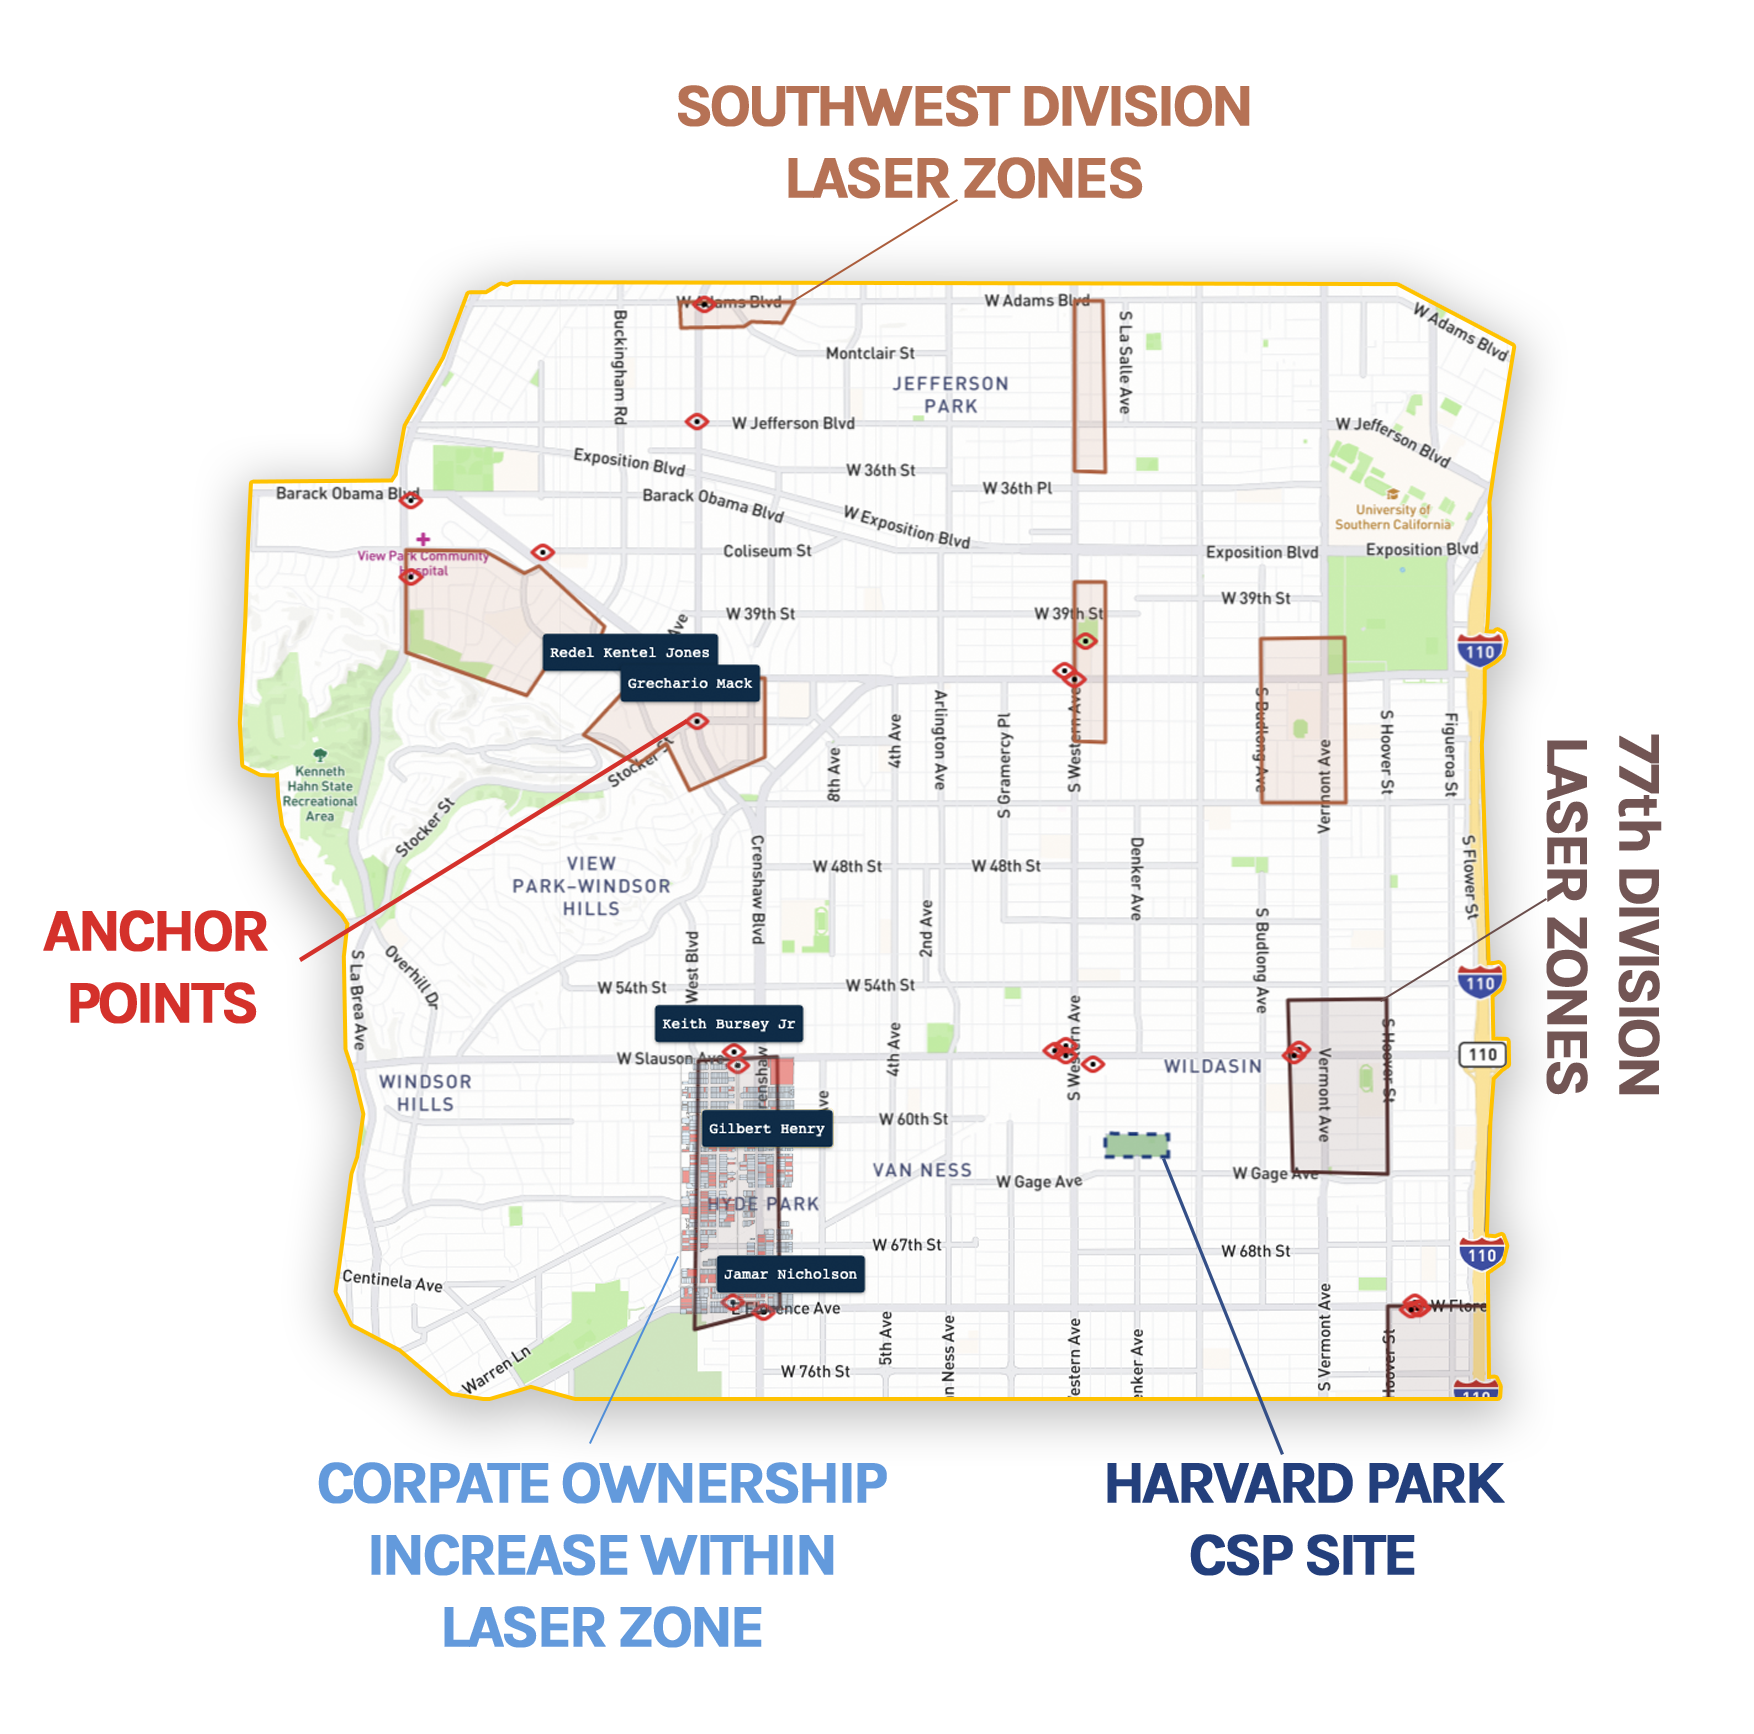 SOUTHWEST DIVISION
LASER ZONES
W Adams Blvd
W Adams Blvd
W Adams Blvd
Buckingham Rd
S La Salle Ave
Montclair St
JEFFERSON
PARK
W Jefferson Blvd
W Jefferson Blvd
Exposition Blvd
W 36th St
W 36th Pl
Barack Obama Blvd
Barack Obama Blvd
W Exposition Blvd
University of
Southern California
View Park Community
Hospital
Coliseum St
Exposition Blvd
Exposition Blvd
W 39th St
W 39th St
W 39th St
Ave
Redel Kentel Jones
Grechario Mack
110
Stocker St
Stocker St
8th Ave
4th Ave
Arlington Ave
S Gramercy Pl
S Western Ave
S Budlong Ave
Vermont Ave
S Hoover St
Figueroa St
77th DIVISION
LASER ZONES
Kenneth
Hahn State
Recreational
Area
VIEW
PARK-WINDSOR
HILLS
Crenshaw Blvd
W 48th St
W 48th St
Denker Ave
S Flower St
ANCHOR
POINTS
S La Brea Ave
Overhill Dr
West Blvd
2nd Ave
S Budlong Ave
W 54th St
W 54th St
110
Keith Bursey Jr
W Slauson Ave
renshaw
4th Ave
S Western Ave
WILDASIN
Vermont Ave
S Hoover St
110
WINDSOR
HILLS
Ave
Gilbert Henry
W 60th St
VAN NESS
W Gage Ave
W Gage Ave
HYDE PARK
W 67th St
W 68th St
110
Centinela Ave
Jamar Nicholson
E Florence Ave
W Flore
Warren Ln
W 76th St
5th Ave
n Ness Ave
estern Ave
nker Ave
S Vermont Ave
Hoover St
110
CORPATE OWNERSHIP
INCREASE WITHIN
LASER ZONE
HARVARD PARK
CSP SITE